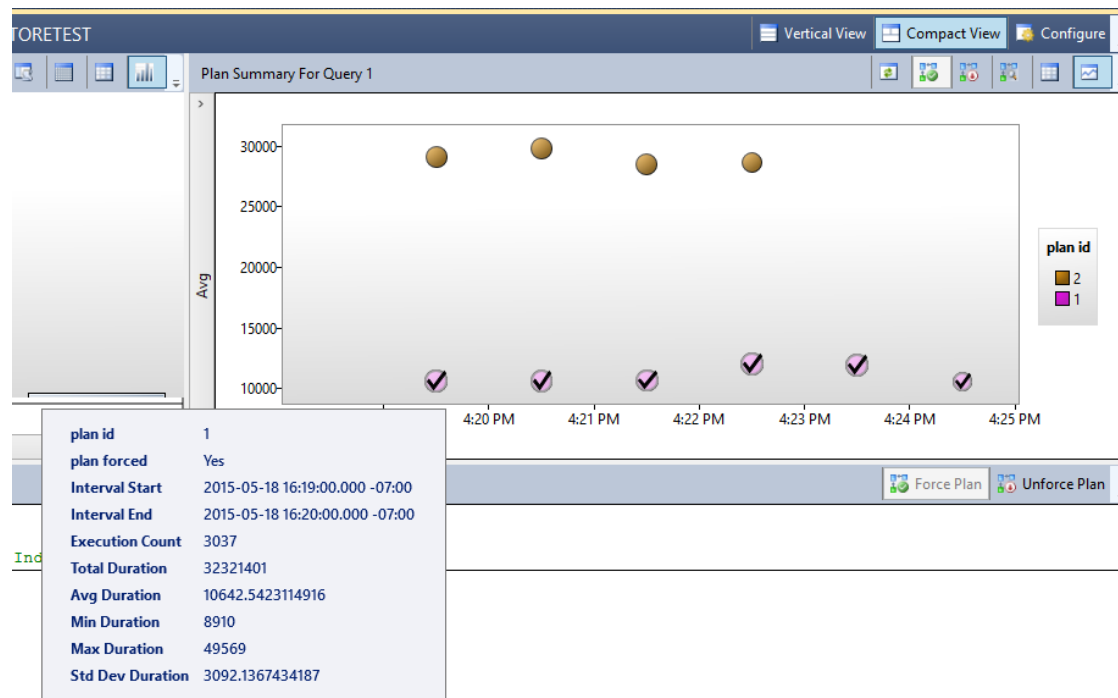 TORETEST
Vertical View
Compact View
Configure
Plan Summary For Query 1
Avg
30000
25000
20000
15000
10000
4:20 PM
4:21 PM
4:22 PM
4:23 PM
4:24 PM
4:25 PM
plan id
2
1
Force Plan
Unforce Plan
Ind
plan id 1
plan forced Yes
Interval Start 2015-05-18 16:19:00.000 -07:00
Interval End 2015-05-18 16:20:00.000 -07:00
Execution Count 3037
Total Duration 32321401
Avg Duration 10642.5423114916
Min Duration 8910
Max Duration 49569
Std Dev Duration 3092.1367434187